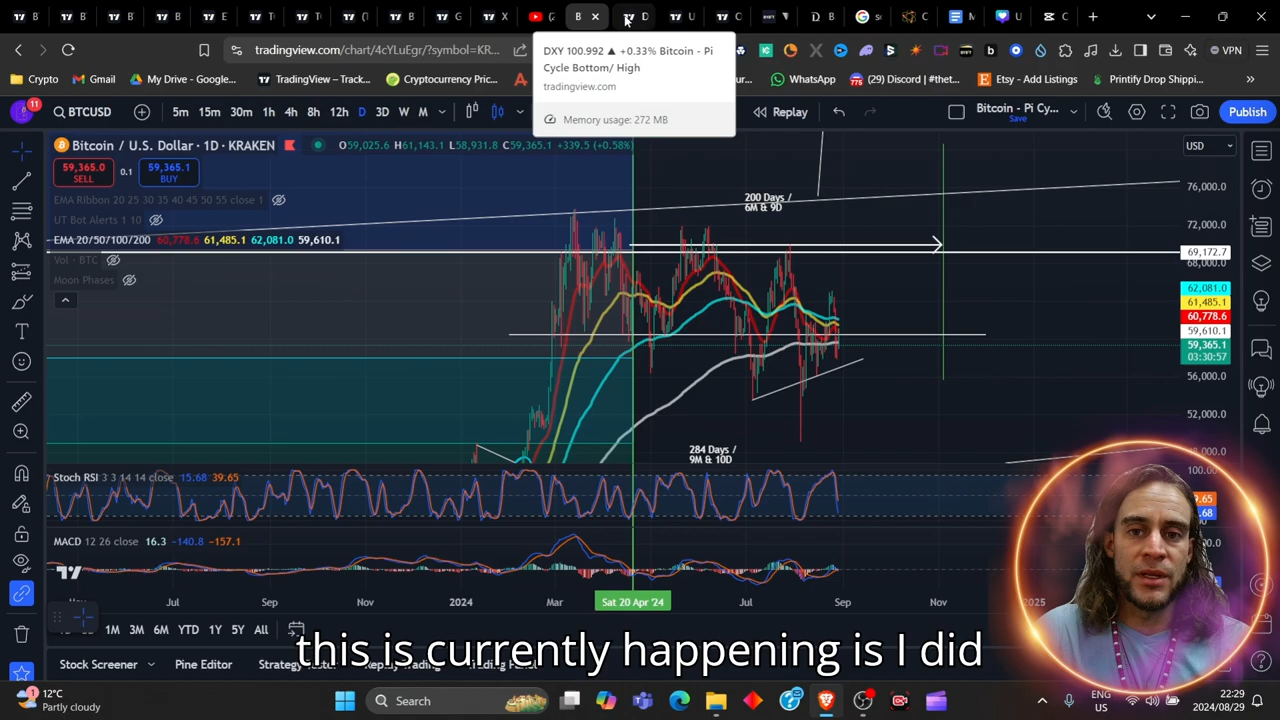 B
B
B
T
E
K
T
L
B
G
X
B
D
U
C
D
B
s
C
M
U
C
tradingview.com/chart/4cYLuEgr/?symbol=KR...
VPN
DXY 100.992 ▲ +0.33% Bitcoin - Pi
Cycle Bottom/ High
tradingview.com
Memory usage: 272 MB
Crypto
Gmail
My Drive - Google...
TradingView – Track...
Cryptocurrency Pric...
WhatsApp
(29) Discord | #thet...
Etsy - Add Listings
Printify Drop Shippin...
11
BTCUSD
5m 15m 30m 1h 4h 8h 12h D 3D W M
Replay
Bitcoin - Pi Cy...
Save
Publish
Bitcoin / U.S. Dollar · 1D · KRAKEN
O59,025.6 H61,143.1 L58,931.8 C59,365.1 +339.5 (+0.58%)
USD
59,365.0
SELL
0.1
59,365.1
BUY
EMA Ribbon 20 25 30 35 40 45 50 55 close 1
UT Bot Alerts 1 10
EMA 20/50/100/200 60,778.6 61,485.1 62,081.0 59,610.1
Vol · BTC
Moon Phases
200 Days /
6M & 9D
76,000.0
72,000.0
69,172.7
68,000.0
62,081.0
61,485.1
60,778.6
59,610.1
59,365.1
03:30:57
56,000.0
52,000.0
284 Days /
9M & 10D
Stoch RSI 3 3 14 14 close 15.68 39.65
100.00
MACD 12 26 close 16.3 -140.8 -157.1
Jul
Sep
Nov
2024
Mar
Sat 20 Apr '24
Jul
Sep
Nov
2025
1M 3M 6M YTD 1Y 5Y All
this is currently happening is I did
Stock Screener
Pine Editor
12°C
Partly cloudy
Search
ENG
US
22:29
2024/08/29